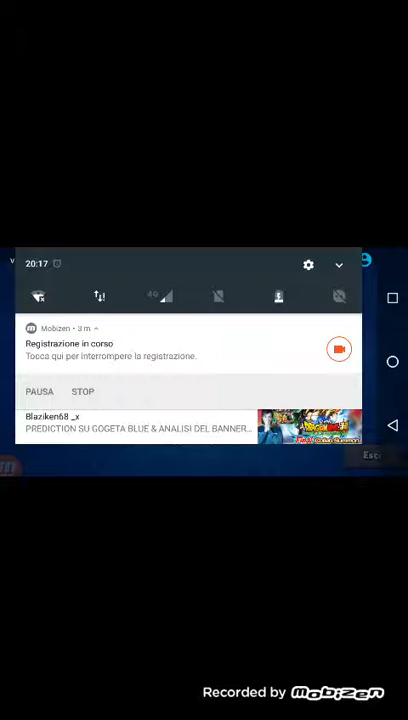 20:17
4G
Mobizen • 3 m
Registrazione in corso
Tocca qui per interrompere la registrazione.
PAUSA STOP
Blaziken68 _x
PREDICTION SU GOGETA BLUE & ANALISI DEL BANNER...
Esci
Recorded by Mobizen